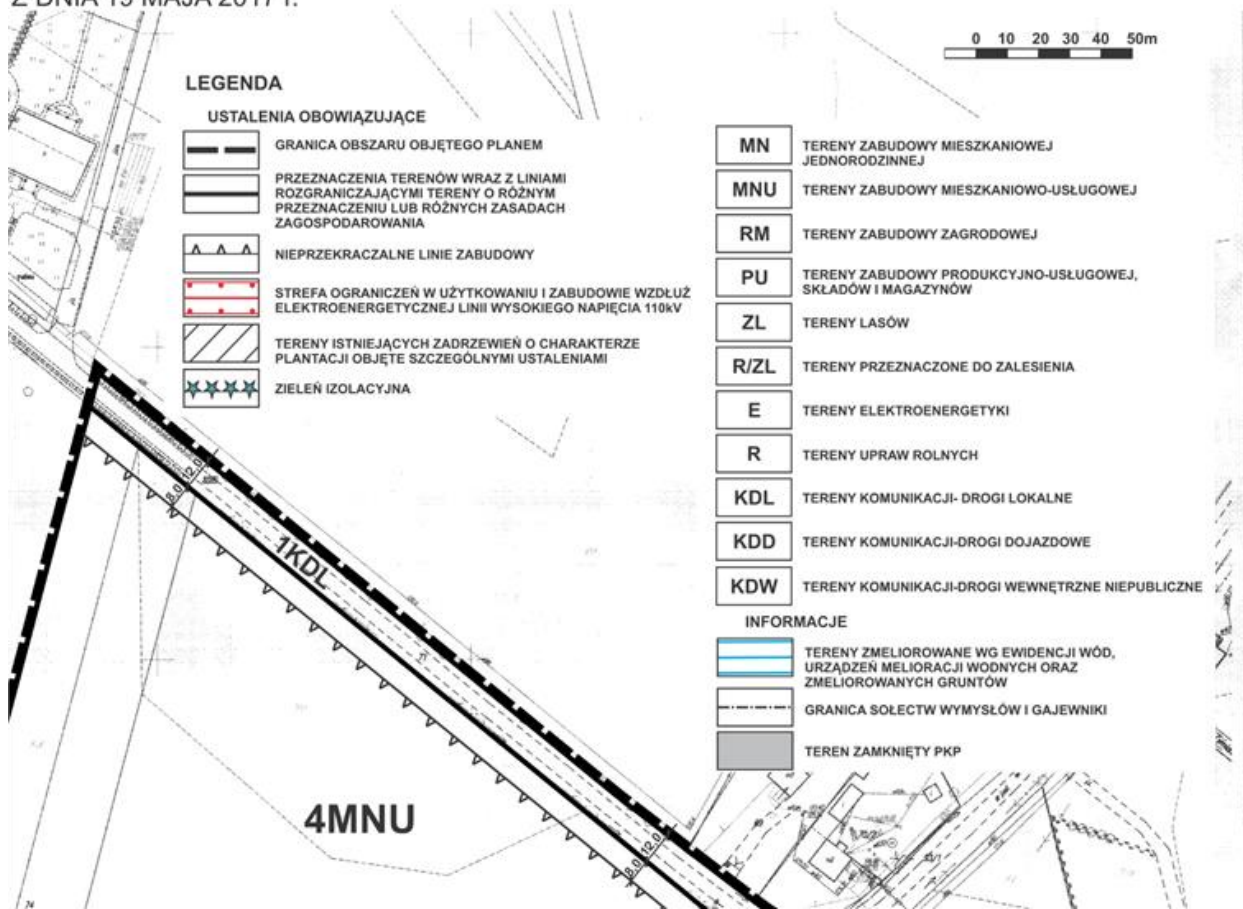 Z DNIA 19 MAJA 2017 r.
0 10 20 30 40 50m
LEGENDA
USTALENIA OBOWIĄZUJĄCE
GRANICA OBSZARU OBJĘTEGO PLANEM
PRZEZNACZENIA TERENÓW WRAZ Z LINIAMI
ROZGRANICZAJĄCYMI TERENY O RÓŻNYM
PRZEZNACZENIU LUB RÓŻNYCH ZASADACH
ZAGOSPODAROWANIA
NIEPRZEKRACZALNE LINIE ZABUDOWY
STREFA OGRANICZEŃ W UŻYTKOWANIU I ZABUDOWIE WZDŁUŻ
ELEKTROENERGETYCZNEJ LINII WYSOKIEGO NAPIĘCIA 110kV
TERENY ISTNIEJĄCYCH ZADRZEWIEŃ O CHARAKTERZE
PLANTACJI OBJĘTE SZCZEGÓLNYMI USTALENIAMI
ZIELEŃ IZOLACYJNA
MN TERENY ZABUDOWY MIESZKANIOWEJ
JEDNORODZINNEJ
MNU TERENY ZABUDOWY MIESZKANIOWO-USŁUGOWEJ
RM TERENY ZABUDOWY ZAGRODOWEJ
PU TERENY ZABUDOWY PRODUKCYJNO-USŁUGOWEJ,
SKŁADÓW I MAGAZYNÓW
ZL TERENY LASÓW
R/ZL TERENY PRZEZNACZONE DO ZALESIENIA
E TERENY ELEKTROENERGETYKI
R TERENY UPRAW ROLNYCH
KDL TERENY KOMUNIKACJI- DROGI LOKALNE
KDD TERENY KOMUNIKACJI-DROGI DOJAZDOWE
KDW TERENY KOMUNIKACJI-DROGI WEWNĘTRZNE NIEPUBLICZNE
INFORMACJE
TERENY ZMELIOROWANE WG EWIDENCJI WÓD,
URZĄDZEŃ MELIORACJI WODNYCH ORAZ
ZMELIOROWANYCH GRUNTÓW
GRANICA SOŁECTW WYMYSŁÓW I GAJEWNIKI
TEREN ZAMKNIĘTY PKP
8.0 12.0
1KDL
4MNU
8.0 12.0